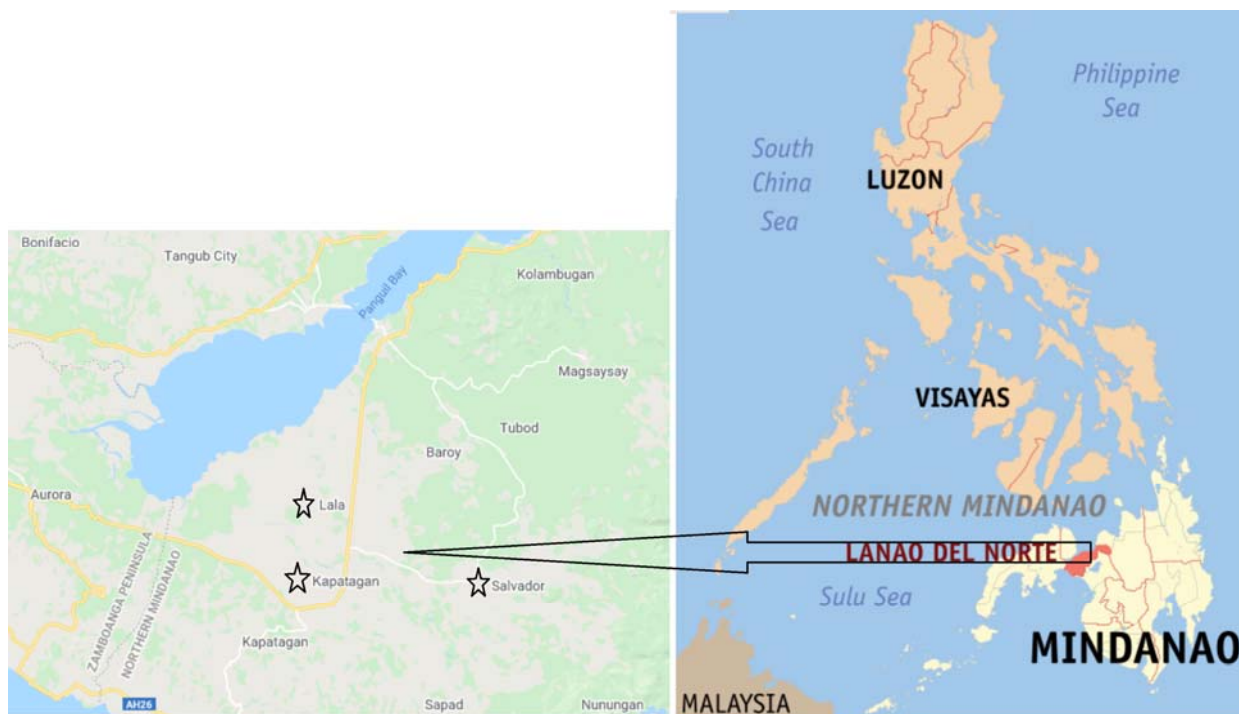 Bonifacio
Tangub City
Kolambugan
Panguil Bay
Magsaysay
Tubod
Baroy
Aurora
Lala
Kapatagan
Salvador
ZAMBOANGA PENINSULA
NORTHERN MINDANAO
Kapatagan
AH26
Sapad
Nunungan
Philippine
Sea
South
China
Sea
LUZON
VISAYAS
NORTHERN MINDANAO
LANAO DEL NORTE
Sulu Sea
MINDANAO
MALAYSIA